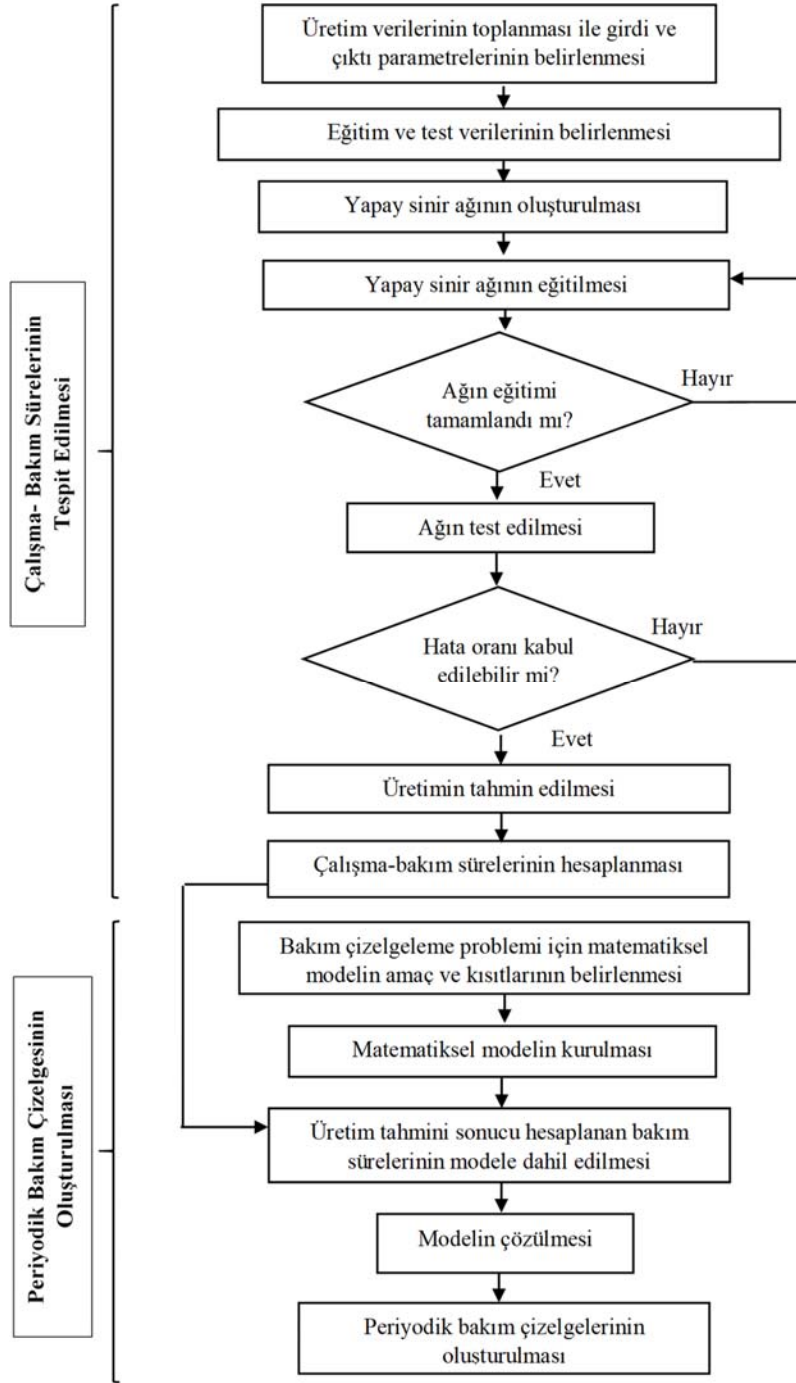 Üretim verilerinin toplanması ile girdi ve
çıktı parametrelerinin belirlenmesi
Eğitim ve test verilerinin belirlenmesi
Yapay sinir ağının oluşturulması
Yapay sinir ağının eğitilmesi
Ağın eğitimi
tamamlandı mı?
Hayır
Evet
Ağın test edilmesi
Hata oranı kabul
edilebilir mi?
Hayır
Evet
Üretimin tahmin edilmesi
Çalışma-bakım sürelerinin hesaplanması
Çalışma- Bakım Sürelerinin
Tespit Edilmesi
Bakım çizelgeleme problemi için matematiksel
modelin amaç ve kısıtlarının belirlenmesi
Matematiksel modelin kurulması
Üretim tahmini sonucu hesaplanan bakım
sürelerinin modele dahil edilmesi
Modelin çözülmesi
Periyodik bakım çizelgelerinin
oluşturulması
Periyodik Bakım Çizelgesinin
Oluşturulması